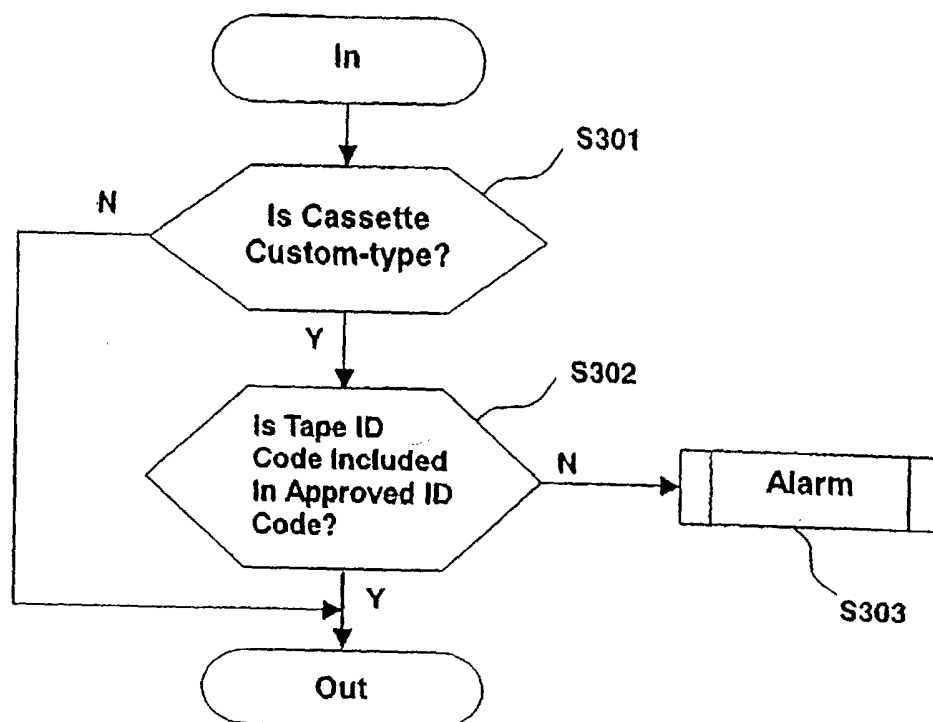 In
S301
N
Is Cassette
Custom-type?
Y
S302
Is Tape ID
Code Included
In Approved ID
Code?
N
Alarm
Y
S303
Out